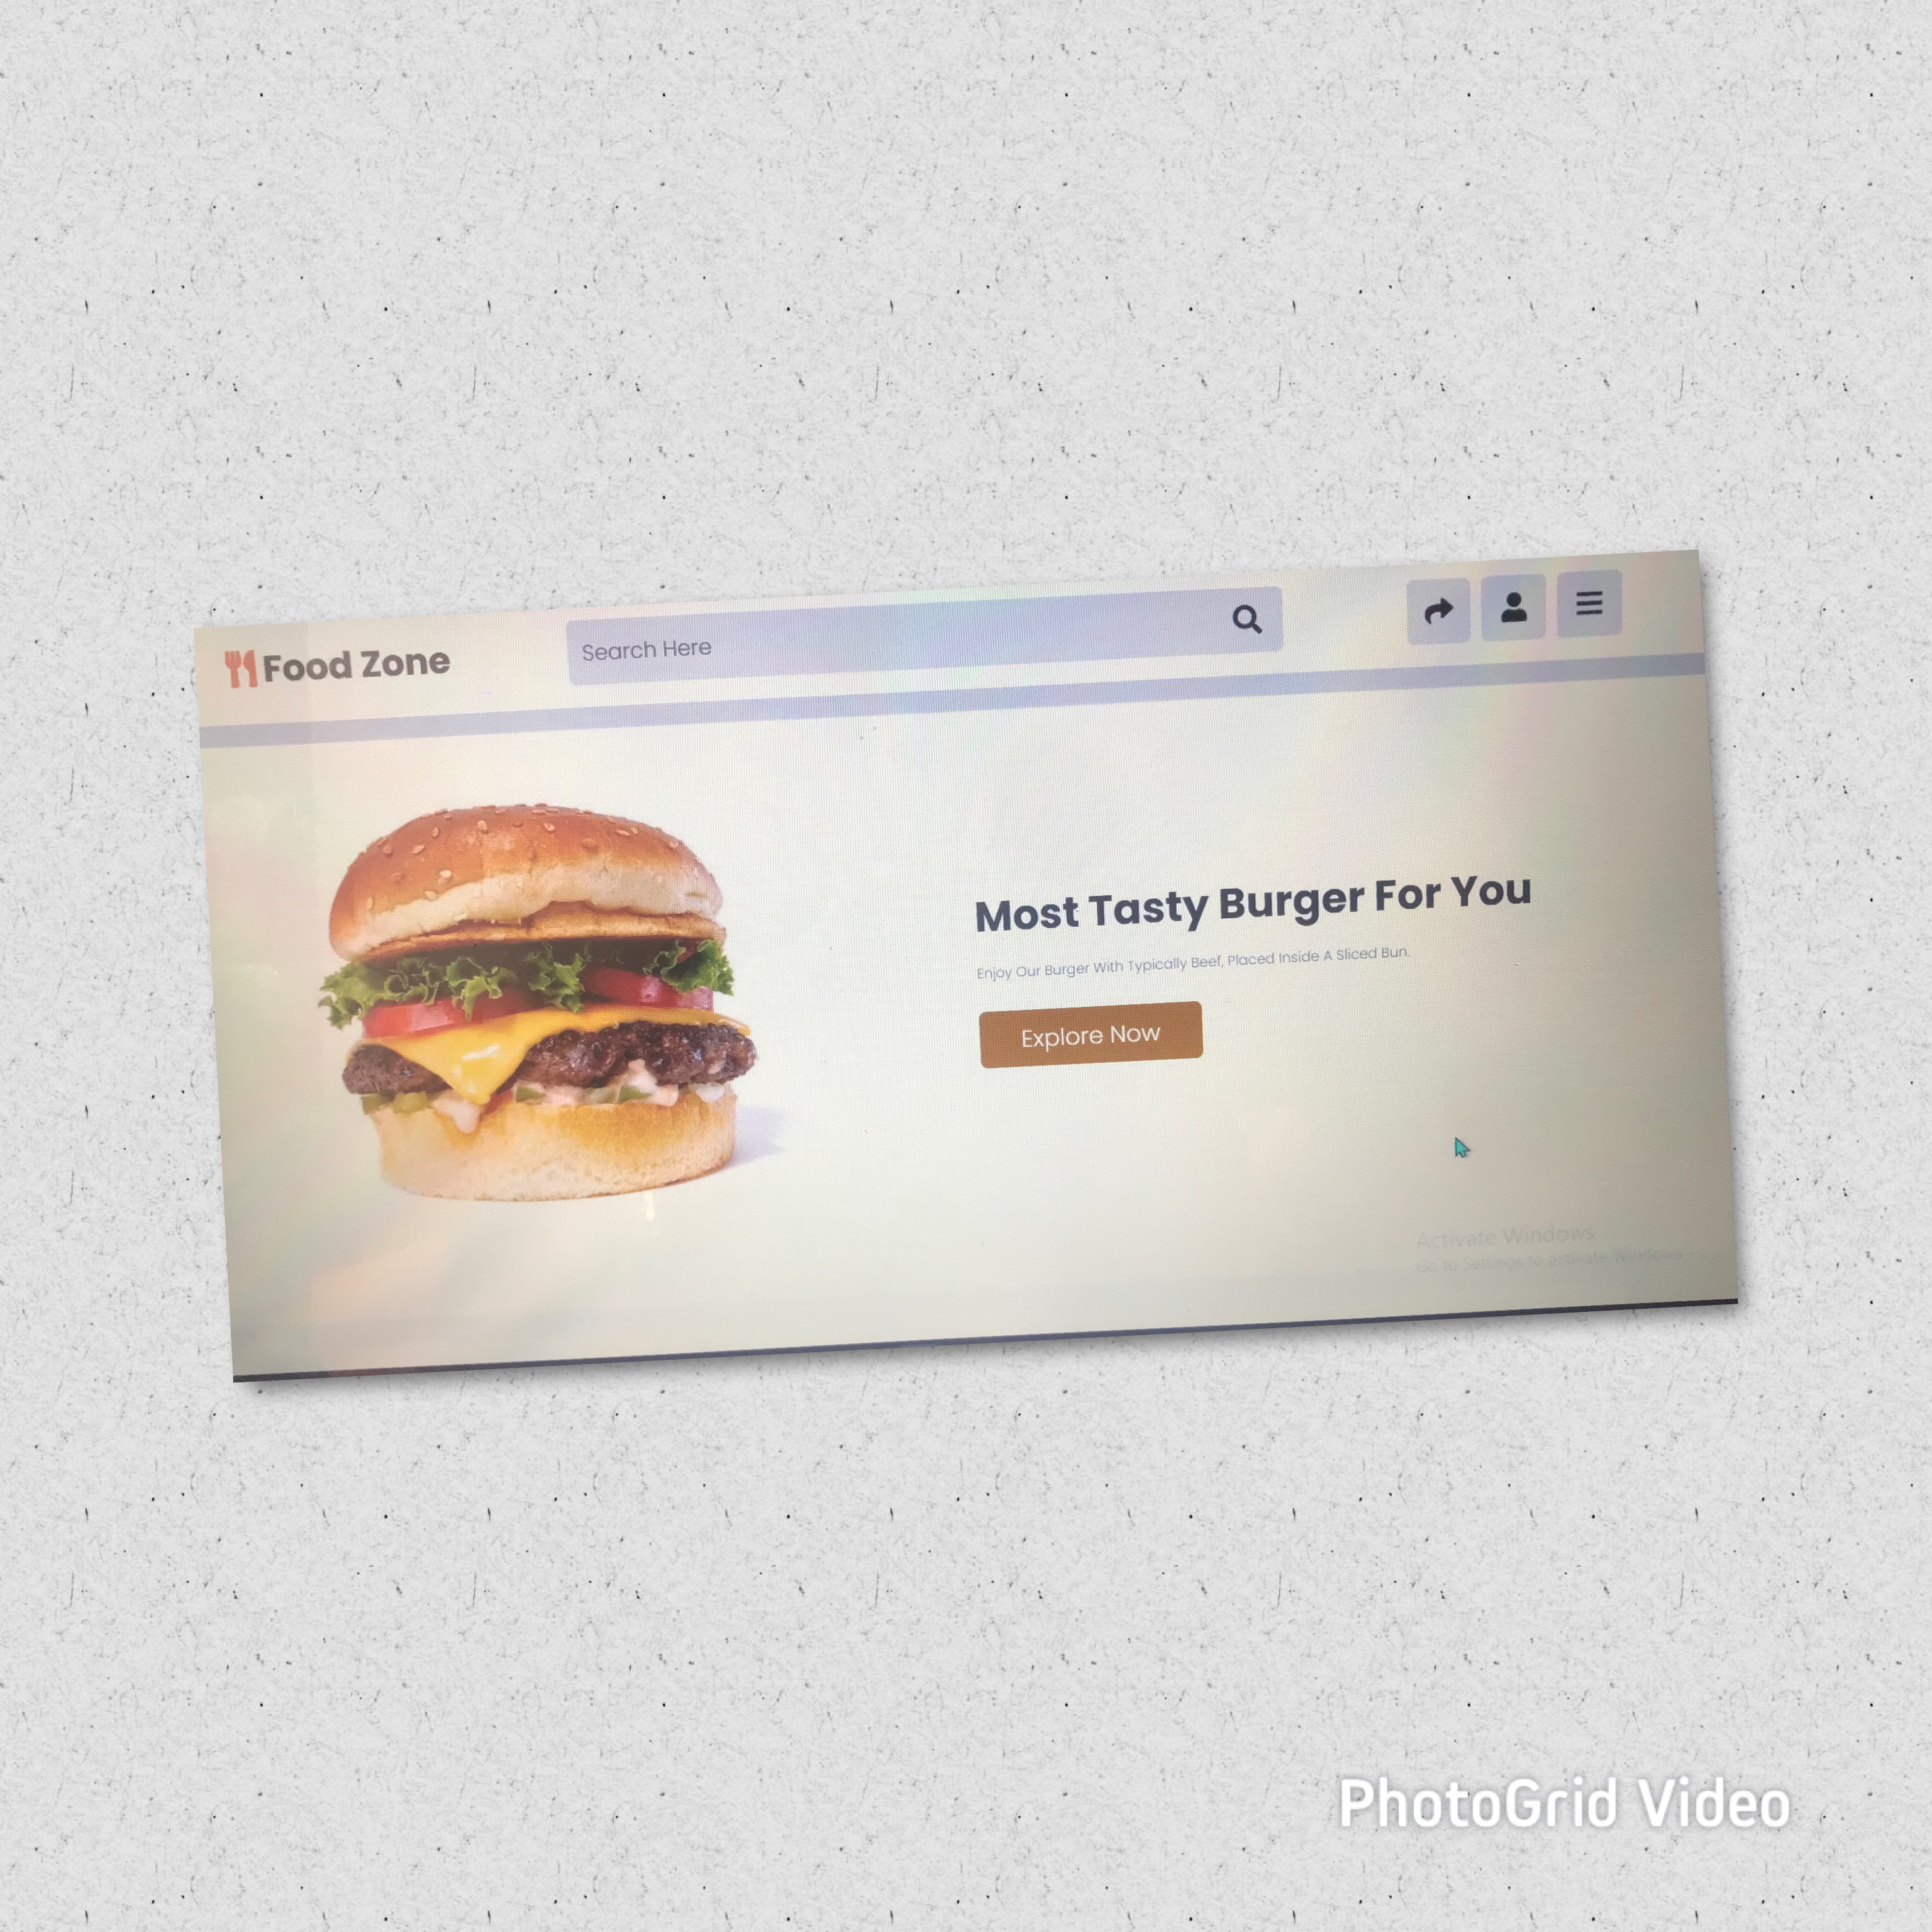 Food Zone
Search Here
Most Tasty Burger For You
Enjoy Our Burger With Typically Beef, Placed Inside A Sliced Bun.
Explore Now
Activate Windows
Go to Settings to activate Windows.
PhotoGrid Video